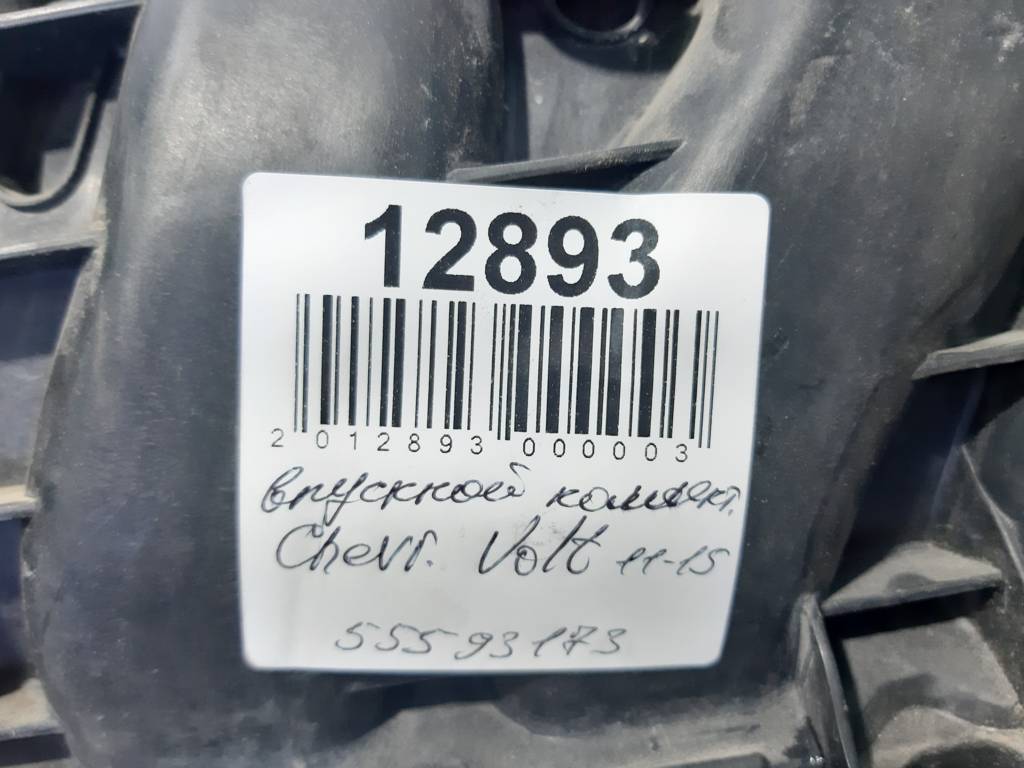 12893
2 012893 000003
впускной коллект.
Chevr. Volt 11-15
55593173